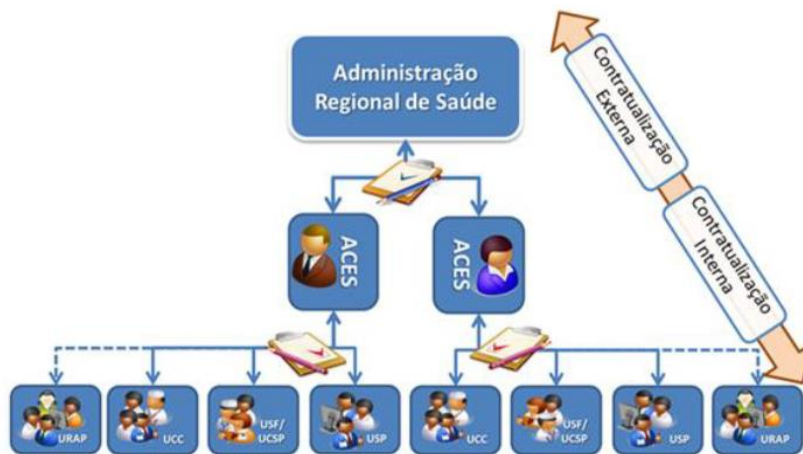 Administração
Regional de Saúde
Contratualização
Externa
Contratualização
Interna
ACES
ACES
URAP
UCC
USF/
UCSP
USP
UCC
USF/
UCSP
USP
URAP